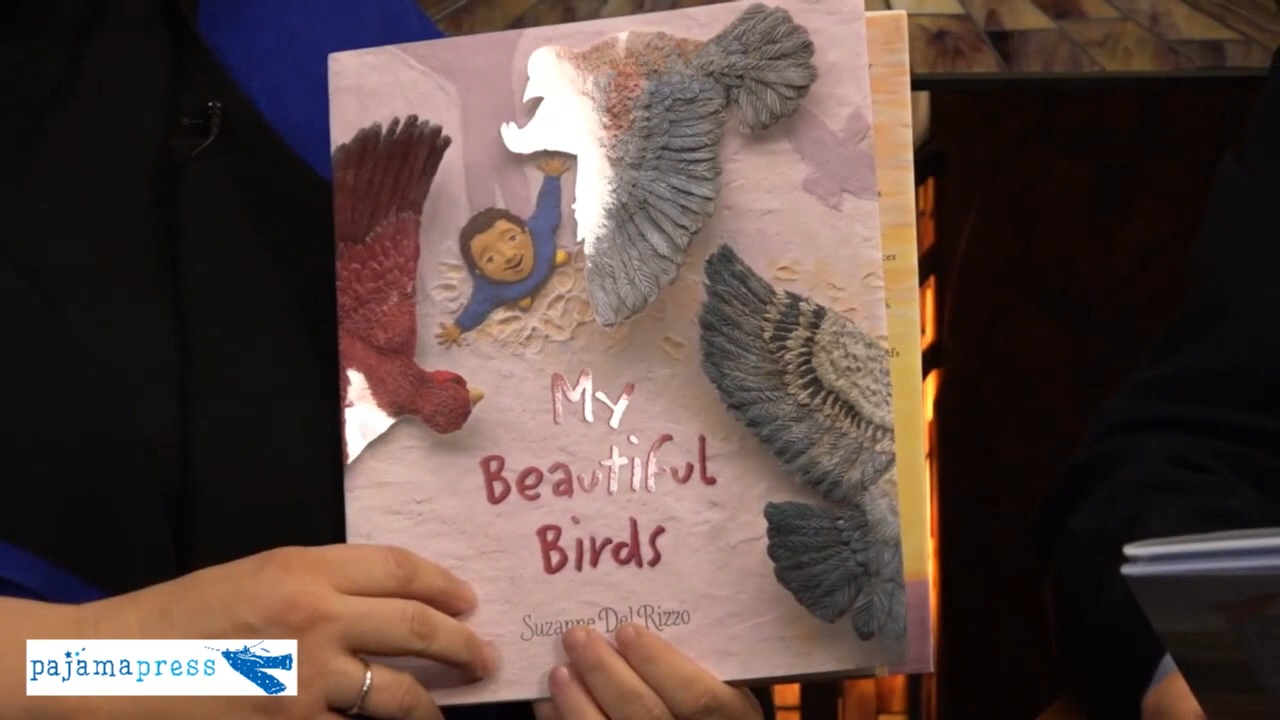 My
Beautiful
Birds
Suzanne Del Rizzo
pajamapress